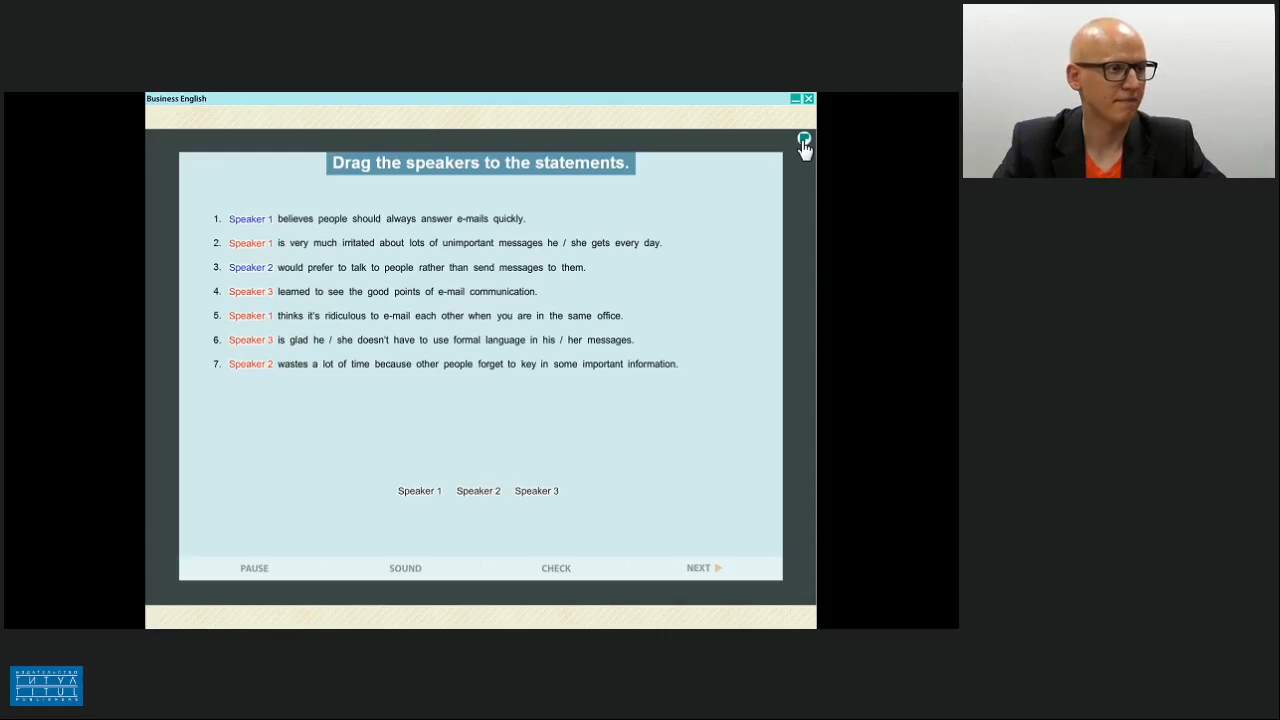 Business English
Drag the speakers to the statements.
1. Speaker 1 believes people should always answer e-mails quickly.
2. Speaker 1 is very much irritated about lots of unimportant messages he / she gets every day.
3. Speaker 2 would prefer to talk to people rather than send messages to them.
4. Speaker 3 learned to see the good points of e-mail communication.
5. Speaker 1 thinks it's ridiculous to e-mail each other when you are in the same office.
6. Speaker 3 is glad he / she doesn't have to use formal language in his / her messages.
7. Speaker 2 wastes a lot of time because other people forget to key in some important information.
Speaker 1 Speaker 2 Speaker 3
PAUSE SOUND CHECK NEXT
ИЗДАТЕЛЬСТВО
ТИТУЛ
TITUL
PUBLISHERS